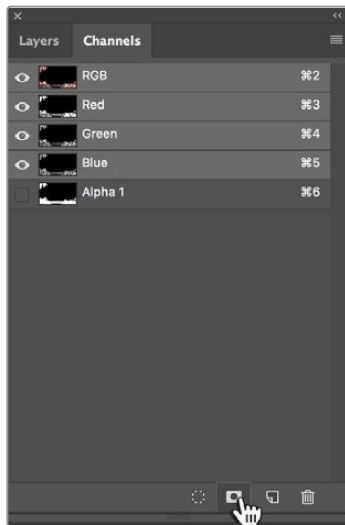 Layers Channels
RGB ⌘2
Red ⌘3
Green ⌘4
Blue ⌘5
Alpha 1 ⌘6